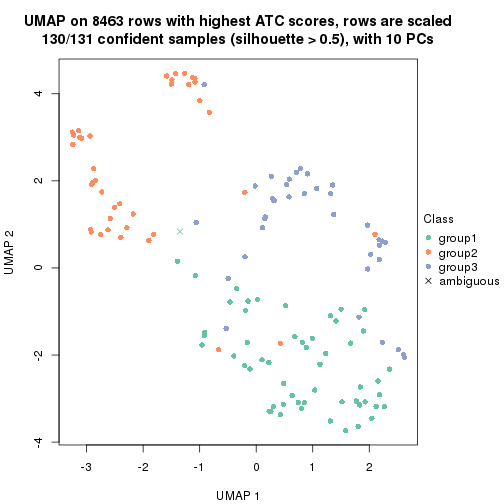 UMAP on 8463 rows with highest ATC scores, rows are scaled
130/131 confident samples (silhouette > 0.5), with 10 PCs
4
2
0
-2
-4
UMAP 2
-3
-2
-1
0
1
2
UMAP 1
Class
group1
group2
group3
ambiguous